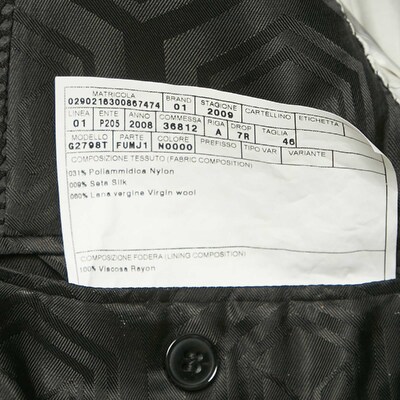 MATRICOLA BRAND STAGIONE CARTELLINO ETICHETTA
0290216300867474 01 2009
LINEA ENTE ANNO COMMESSA RIGA DROP TAGLIA
01 P205 2008 36812 A 7R 46
MODELLO PARTE COLORE PREFISSO TIPO VAR VARIANTE
G2798T FUMJ1 N0000
COMPOSIZIONE TESSUTO (FABRIC COMPOSITION)
031% Poliammidica Nylon
009% Seta Silk
060% Lana vergine Virgin wool
COMPOSIZIONE FODERA (LINING COMPOSITION)
100% Viscosa Rayon